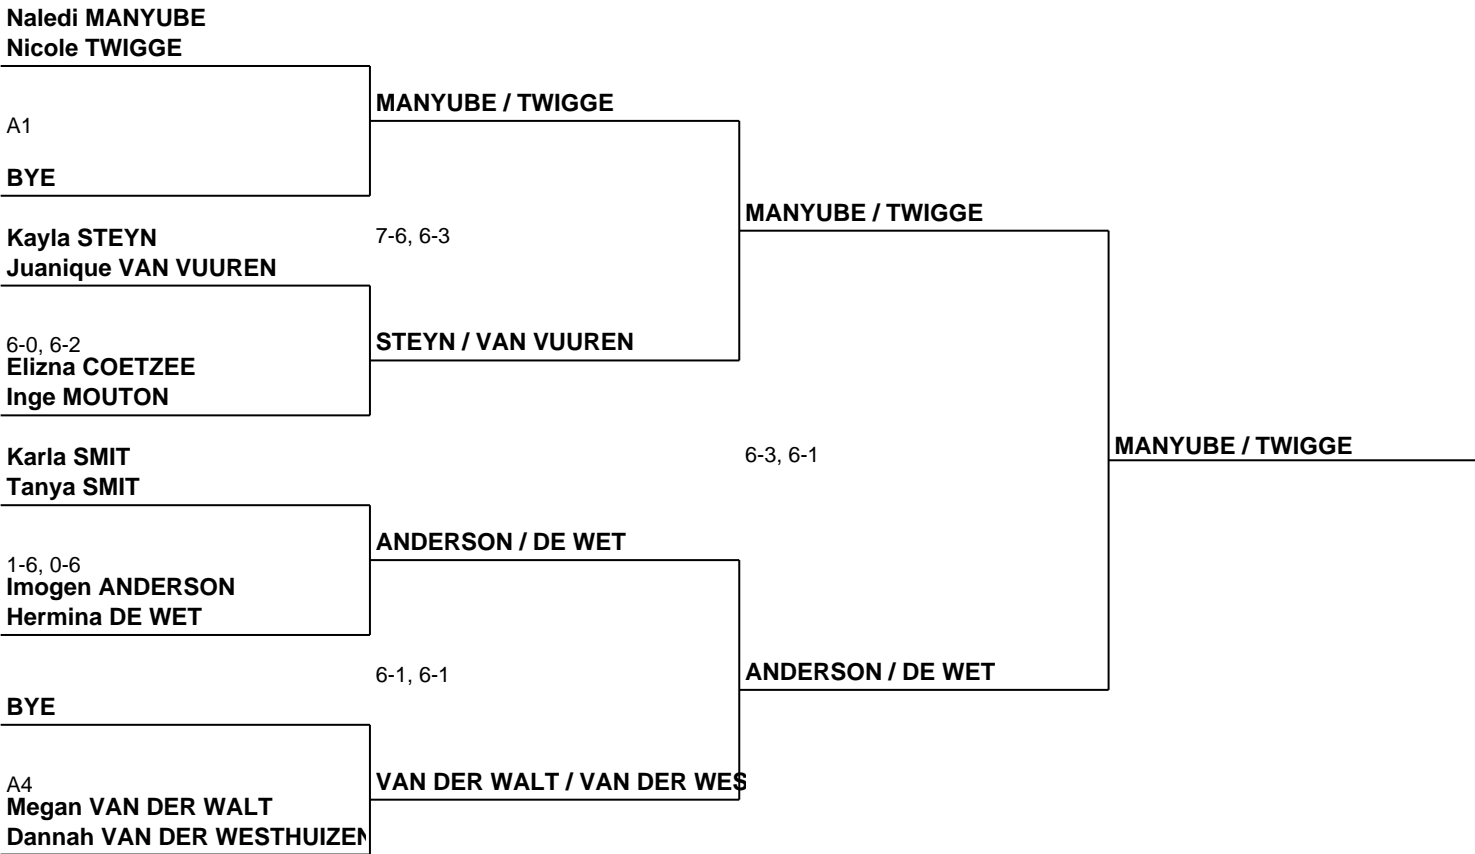 Naledi MANYUBE
Nicole TWIGGE
MANYUBE / TWIGGE
A1
BYE
MANYUBE / TWIGGE
Kayla STEYN
7-6, 6-3
Juanique VAN VUUREN
6-0, 6-2
STEYN / VAN VUUREN
Elizna COETZEE
Inge MOUTON
MANYUBE / TWIGGE
Karla SMIT
6-3, 6-1
Tanya SMIT
ANDERSON / DE WET
1-6, 0-6
Imogen ANDERSON
Hermina DE WET
6-1, 6-1
ANDERSON / DE WET
BYE
A4
VAN DER WALT / VAN DER WES
Megan VAN DER WALT
Dannah VAN DER WESTHUIZEN